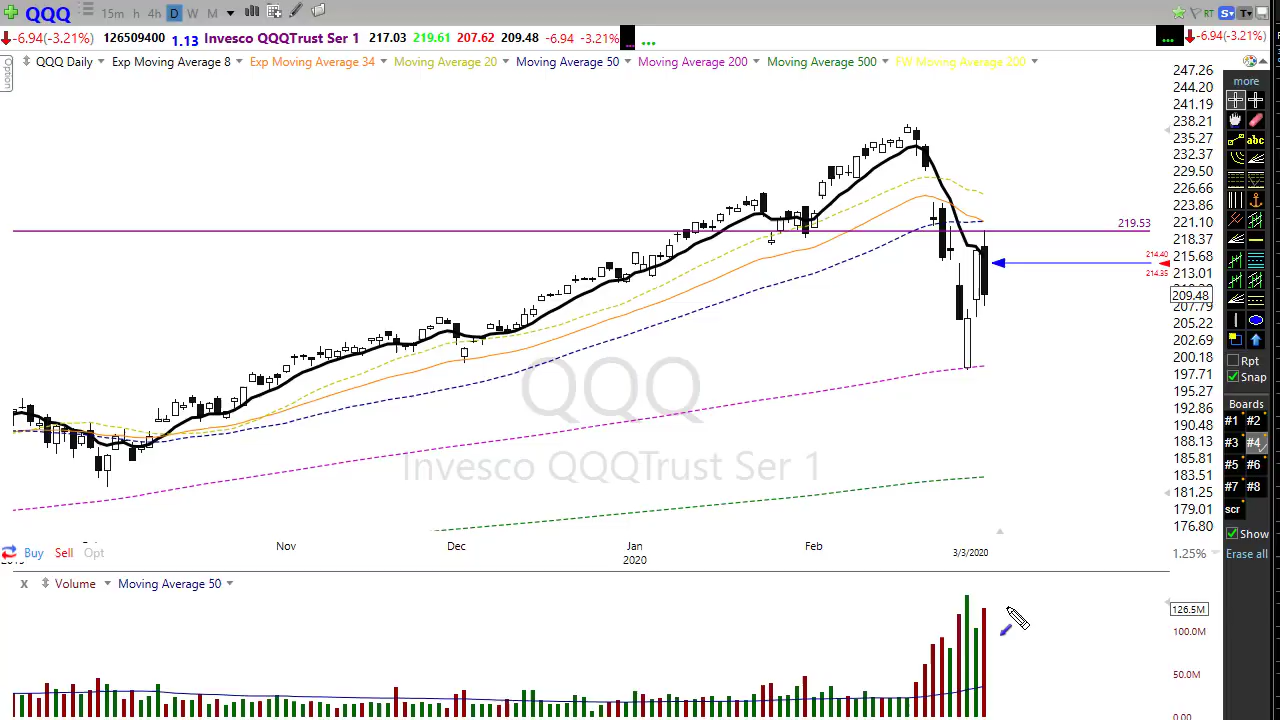 QQQ 15m h 4h D W M RT S T
-6.94(-3.21%) 126509400 1.13 Invesco QQQTrust Ser 1 217.03 219.61 207.62 209.48 -6.94 -3.21% ... ... ... -6.94(-3.21%)
Option
QQQ Daily Exp Moving Average 8 Exp Moving Average 34 Moving Average 20 Moving Average 50 Moving Average 200 Moving Average 500 FW Moving Average 200
247.26
244.20
241.19
238.21
235.27
232.37
229.50
226.66
223.86
221.10
218.37
215.68
213.01
209.48
207.79
205.22
202.69
200.18
197.71
195.27
192.86
190.48
188.13
185.81
183.51
181.25
179.01
176.80
219.53
214.40
214.35
QQQ
Invesco QQQTrust Ser 1
more
abc
Rpt
Snap
Boards
#1 #2
#3 #4
#5 #6
#7 #8
scr
Show
Erase all
Nov Dec Jan Feb 3/3/2020
2020
Buy Sell Opt
1.25%
x Volume Moving Average 50
126.5M
100.0M
50.0M
0.00